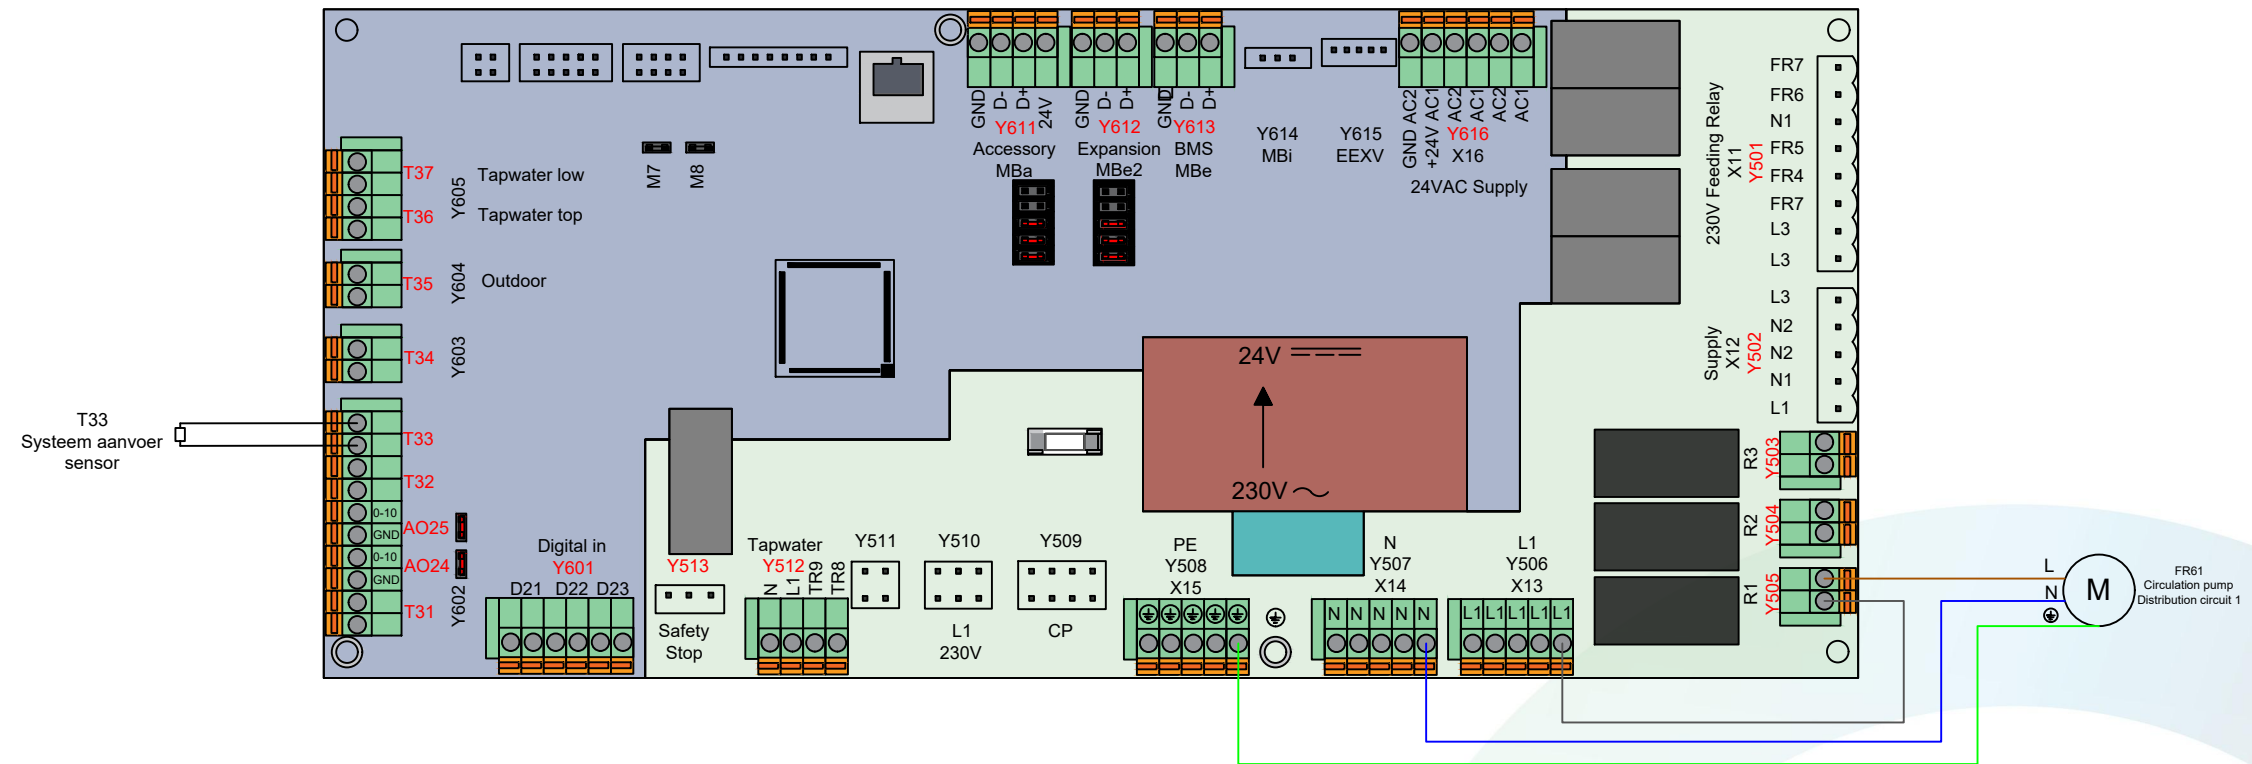 GND
D-
D+
24V
Y611
Accessory
MBa
GND
D-
D+
Y612
Expansion
MBe2
GND
D-
D+
Y613
BMS
MBe
Y614
MBi
Y615
EEXV
GND AC2
+24V AC1
AC2
AC1
AC2
AC1
Y616
X16
24VAC Supply
230V Feeding Relay
X11
Y501
FR7
FR6
N1
FR5
FR4
FR7
L3
L3
Supply
X12
Y502
L3
N2
N2
N1
L1
T37
T36
Y605
Tapwater low
Tapwater top
M7
M8
T35
Y604
Outdoor
T34
Y603
T33
Systeem aanvoer
sensor
T33
T32
0-10
GND
AO25
0-10
GND
AO24
T31
Y602
24V
230V
R3
Y503
R2
Y504
R1
Y505
Digital in
Y601
D21 D22 D23
Y513
Safety
Stop
Tapwater
Y512
N
L1
TR9
TR8
Y511
Y510
L1
230V
Y509
CP
PE
Y508
X15
N
Y507
X14
N N N N N
L1
Y506
X13
L1 L1 L1 L1 L1
L
N
M
FR61
Circulation pump
Distribution circuit 1